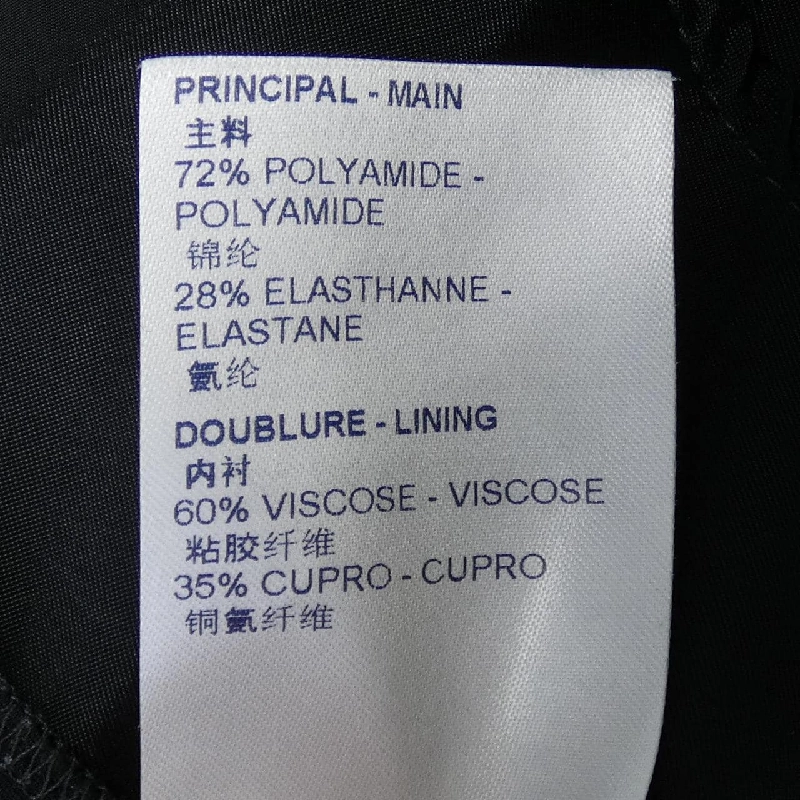 PRINCIPAL - MAIN
主料
72% POLYAMIDE -
POLYAMIDE
锦纶
28% ELASTHANNE -
ELASTANE
氨纶
DOUBLURE - LINING
内衬
60% VISCOSE - VISCOSE
粘胶纤维
35% CUPRO - CUPRO
铜氨纤维